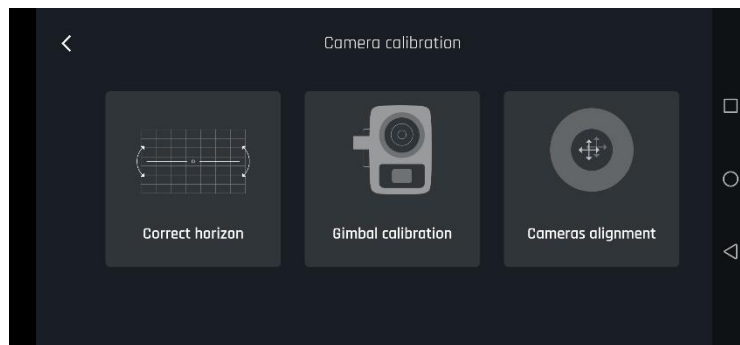 Camera calibration
Correct horizon
Gimbal calibration
Cameras alignment